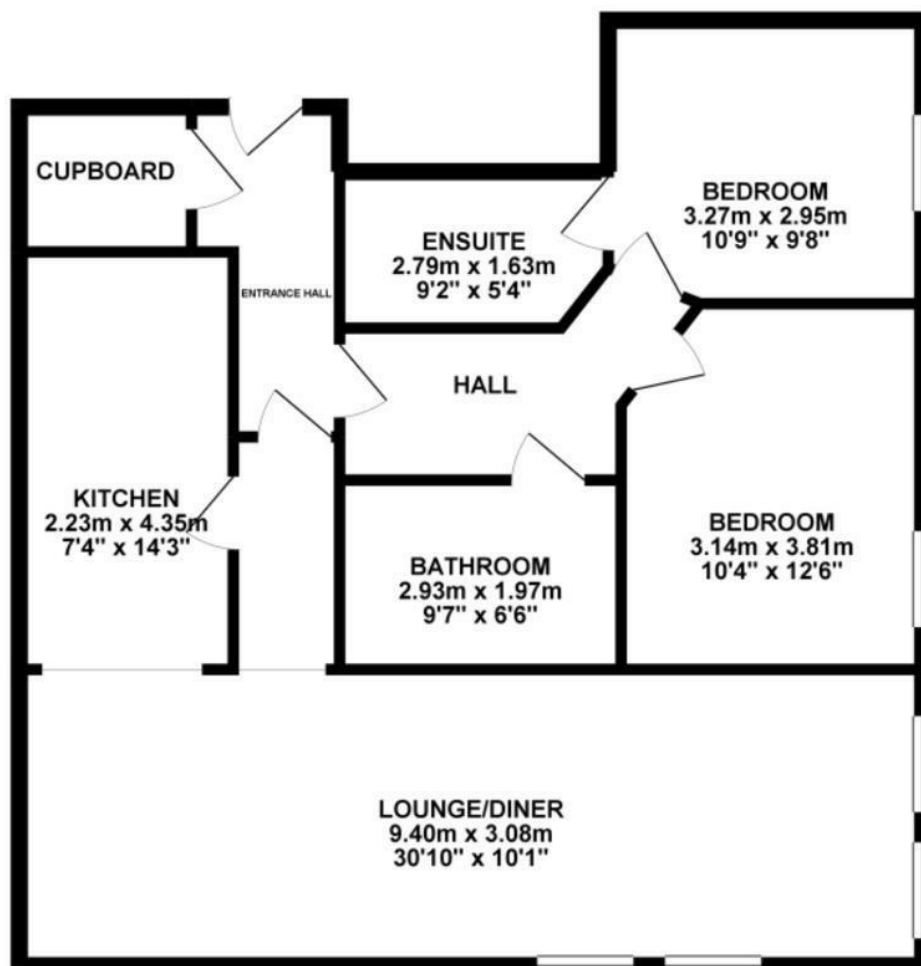 CUPBOARD
BEDROOM
3.27m x 2.95m
10'9" x 9'8"
ENSUITE
2.79m x 1.63m
9'2" x 5'4"
ENTRANCE HALL
HALL
KITCHEN
2.23m x 4.35m
7'4" x 14'3"
BEDROOM
3.14m x 3.81m
10'4" x 12'6"
BATHROOM
2.93m x 1.97m
9'7" x 6'6"
LOUNGE/DINER
9.40m x 3.08m
30'10" x 10'1"